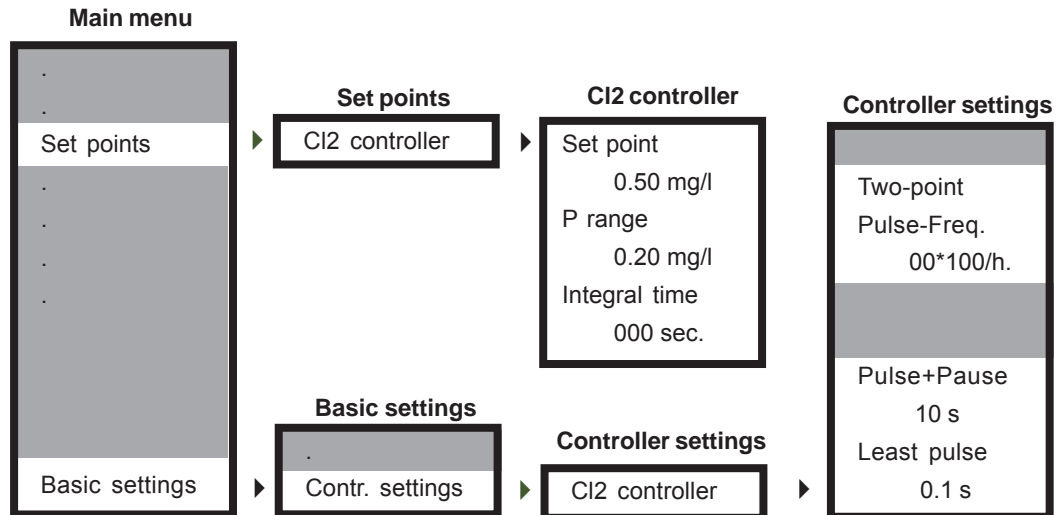 Main menu
.
.
Set points
.
.
.
.
Basic settings
Set points
Cl2 controller
Cl2 controller
Set point
0.50 mg/l
P range
0.20 mg/l
Integral time
000 sec.
Basic settings
.
Contr. settings
Controller settings
Cl2 controller
Controller settings
Two-point
Pulse-Freq.
00*100/h.
Pulse+Pause
10 s
Least pulse
0.1 s